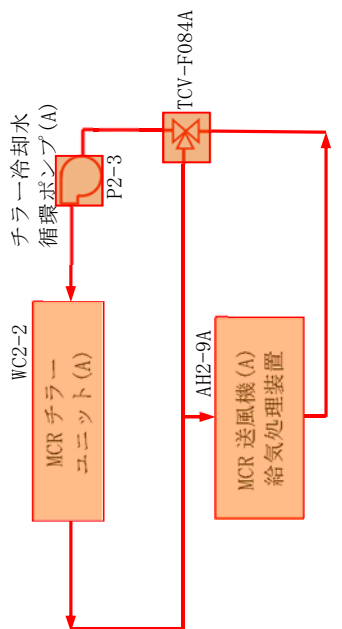 チラー冷却水
循環ポンプ(A)
P2-3
TCV-F084A
WC2-2
MCR チラー
ユニット(A)
AH2-9A
MCR 送風機(A)
給気処理装置